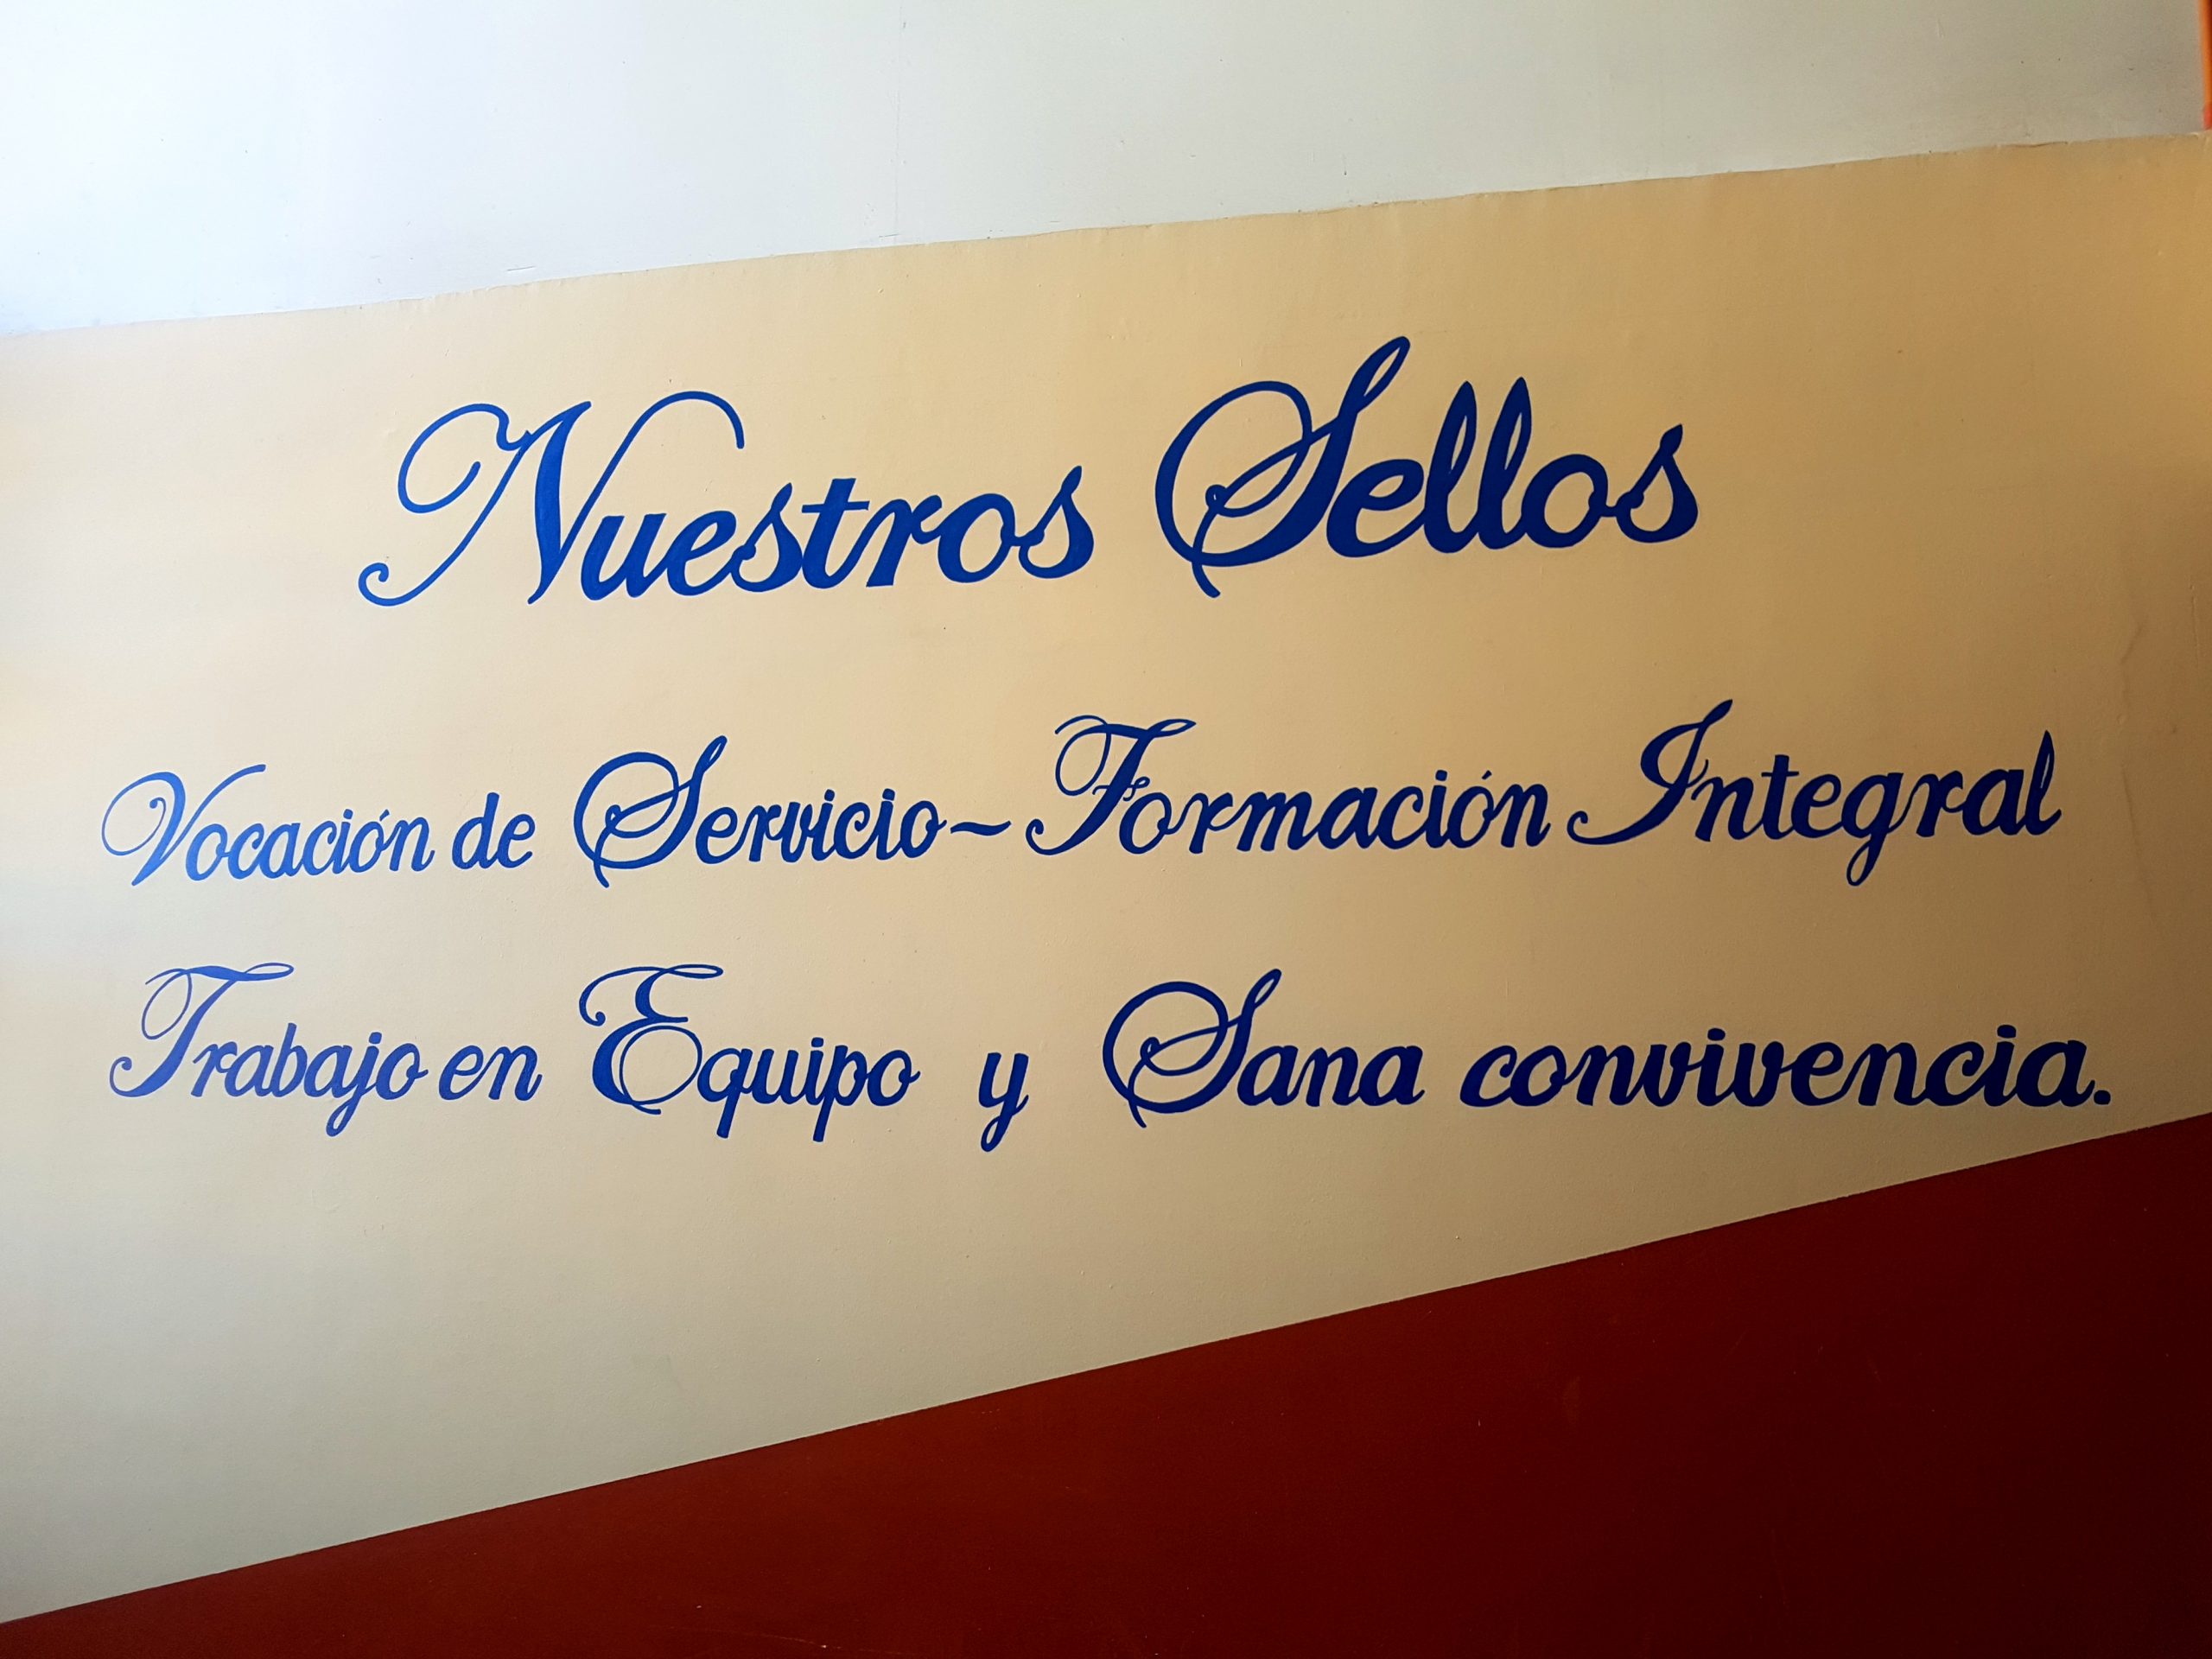 Nuestros Sellos
Vocación de Servicio - Formación Integral
Trabajo en Equipo y Sana convivencia.